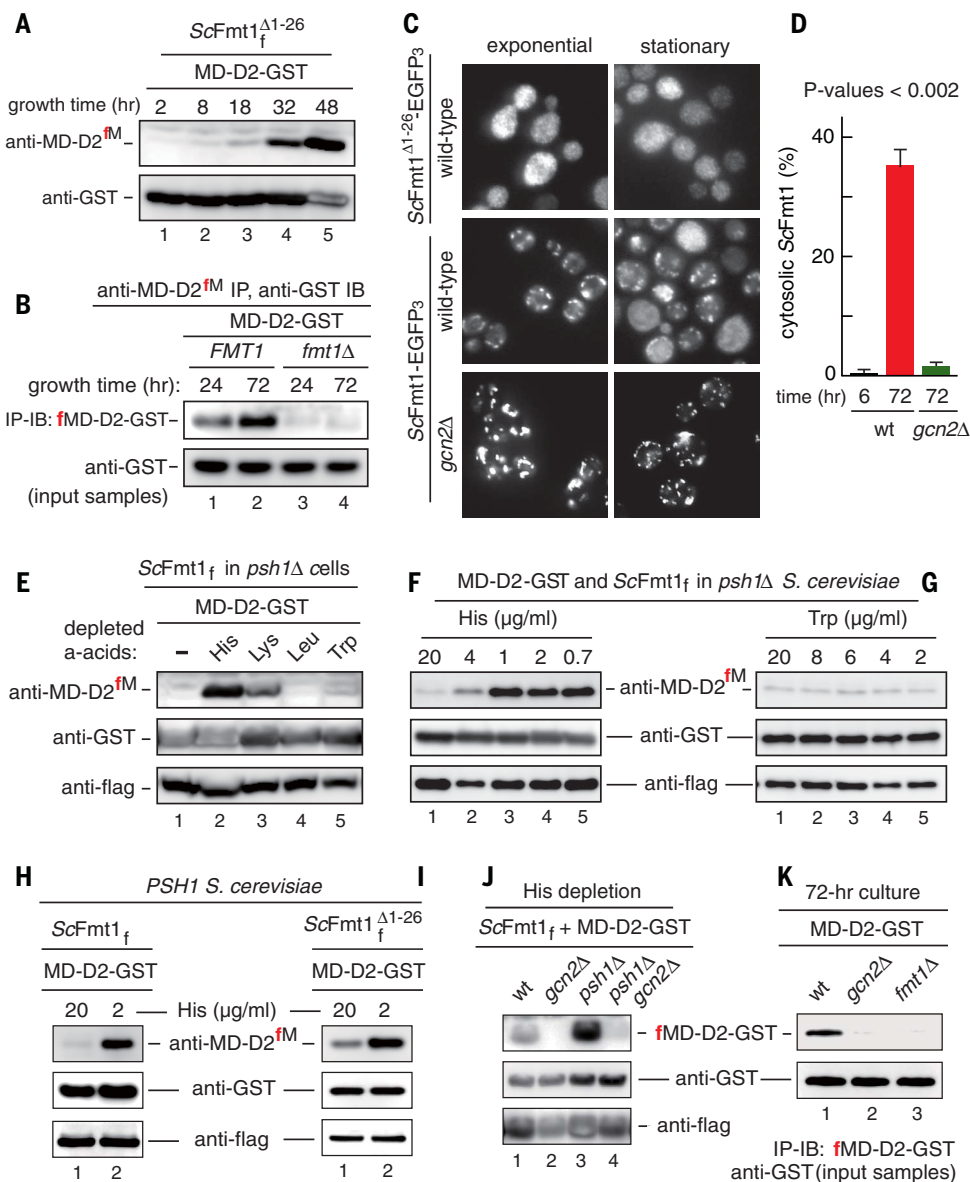 A
ScFmt1fΔ1-26
MD-D2-GST
growth time (hr) 2 8 18 32 48
anti-MD-D2fM
anti-GST
1 2 3 4 5
B
anti-MD-D2fM IP, anti-GST IB
MD-D2-GST
FMT1 fmt1Δ
growth time (hr): 24 72 24 72
IP-IB: fMD-D2-GST
anti-GST
(input samples) 1 2 3 4
C
exponential stationary
ScFmt1Δ1-26-EGFP3
wild-type
ScFmt1-EGFP3
wild-type
gcn2Δ
D
P-values < 0.002
cytosolic ScFmt1 (%)
40
20
0
time (hr) 6 72 72
wt gcn2Δ
E
ScFmt1f in psh1Δ cells
MD-D2-GST
depleted
a-acids: – His Lys Leu Trp
anti-MD-D2fM
anti-GST
anti-flag
1 2 3 4 5
F MD-D2-GST and ScFmt1f in psh1Δ S. cerevisiae G
His (μg/ml) Trp (μg/ml)
20 4 1 2 0.7 20 8 6 4 2
anti-MD-D2fM
anti-GST
anti-flag
1 2 3 4 5 1 2 3 4 5
H PSH1 S. cerevisiae I
ScFmt1f ScFmt1fΔ1-26
MD-D2-GST MD-D2-GST
20 2 His (μg/ml) 20 2
anti-MD-D2fM
anti-GST
anti-flag
1 2 1 2
J
His depletion
ScFmt1f + MD-D2-GST
wt gcn2Δ psh1Δ psh1Δ gcn2Δ
fMD-D2-GST
anti-GST
anti-flag
1 2 3 4
K
72-hr culture
MD-D2-GST
wt gcn2Δ fmt1Δ
1 2 3
IP-IB: fMD-D2-GST
anti-GST(input samples)